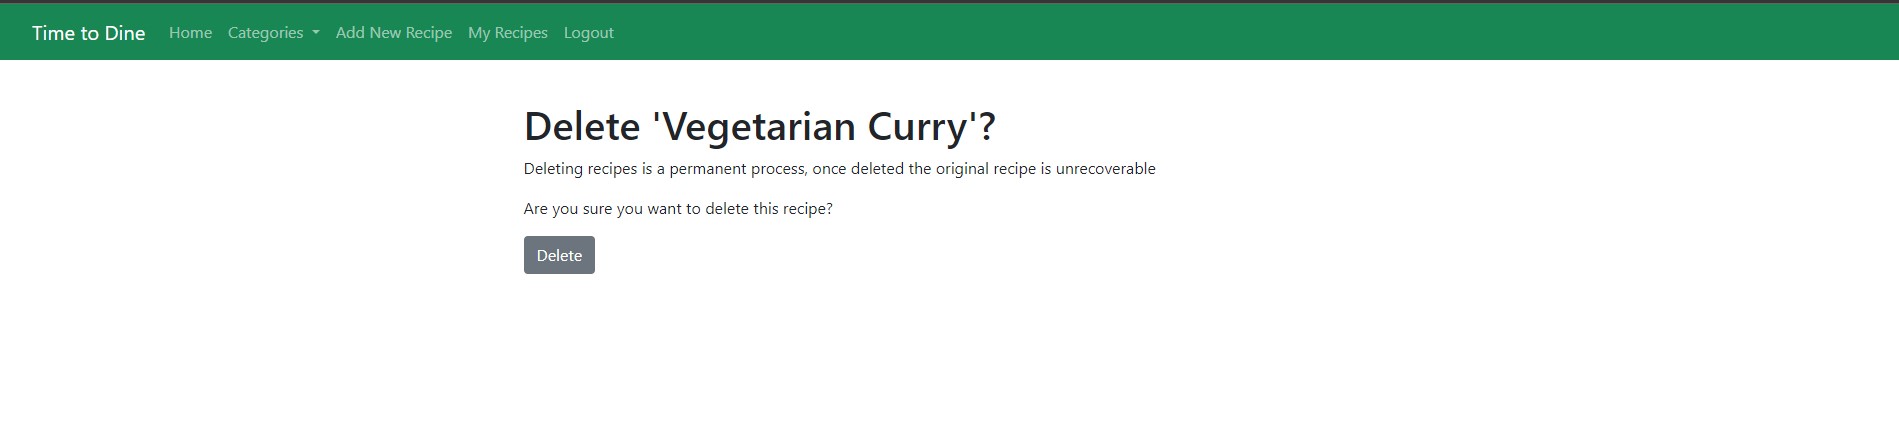 Time to Dine Home Categories Add New Recipe My Recipes Logout
Delete 'Vegetarian Curry'?
Deleting recipes is a permanent process, once deleted the original recipe is unrecoverable
Are you sure you want to delete this recipe?
Delete